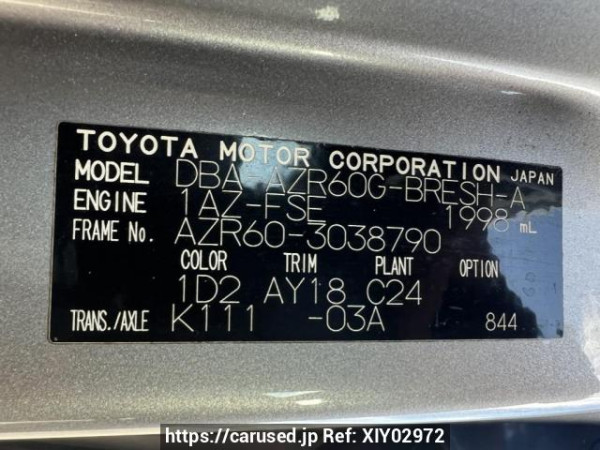 TOYOTA MOTOR CORPORATION JAPAN
MODEL DBA-AZR60G-BRESH-A
ENGINE 1AZ-FSE 1998 mL
FRAME No. AZR60-3038790
COLOR TRIM PLANT OPTION
1D2 AY18 C24
TRANS./AXLE K111 -03A 844
https://carused.jp Ref: XIY02972